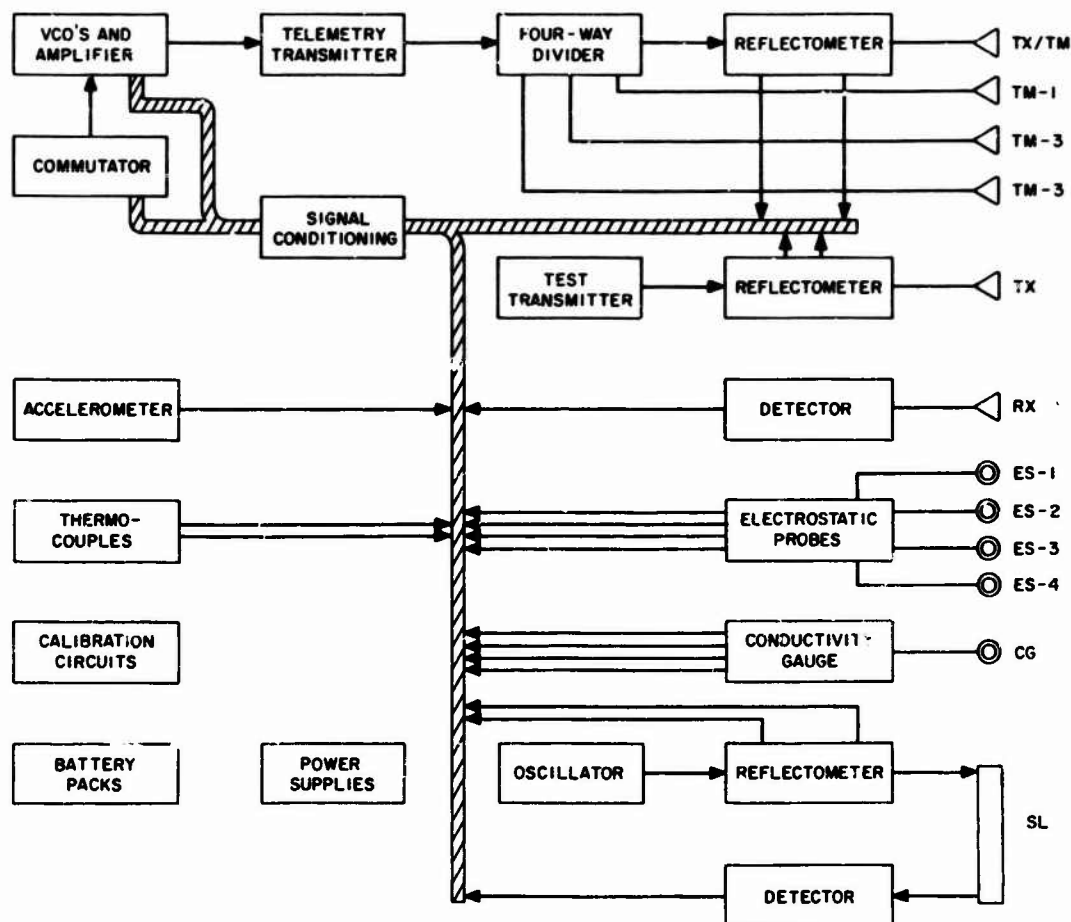 VCO'S AND
AMPLIFIER
TELEMETRY
TRANSMITTER
FOUR-WAY
DIVIDER
REFLECTOMETER
TX/TM
TM-1
COMMUTATOR
TM-3
TM-3
SIGNAL
CONDITIONING
TEST
TRANSMITTER
REFLECTOMETER
TX
ACCELEROMETER
DETECTOR
RX
ES-1
THERMO-
COUPLES
ELECTROSTATIC
PROBES
ES-2
ES-3
ES-4
CALIBRATION
CIRCUITS
CONDUCTIVITY
GAUGE
CG
BATTERY
PACKS
POWER
SUPPLIES
OSCILLATOR
REFLECTOMETER
SL
DETECTOR